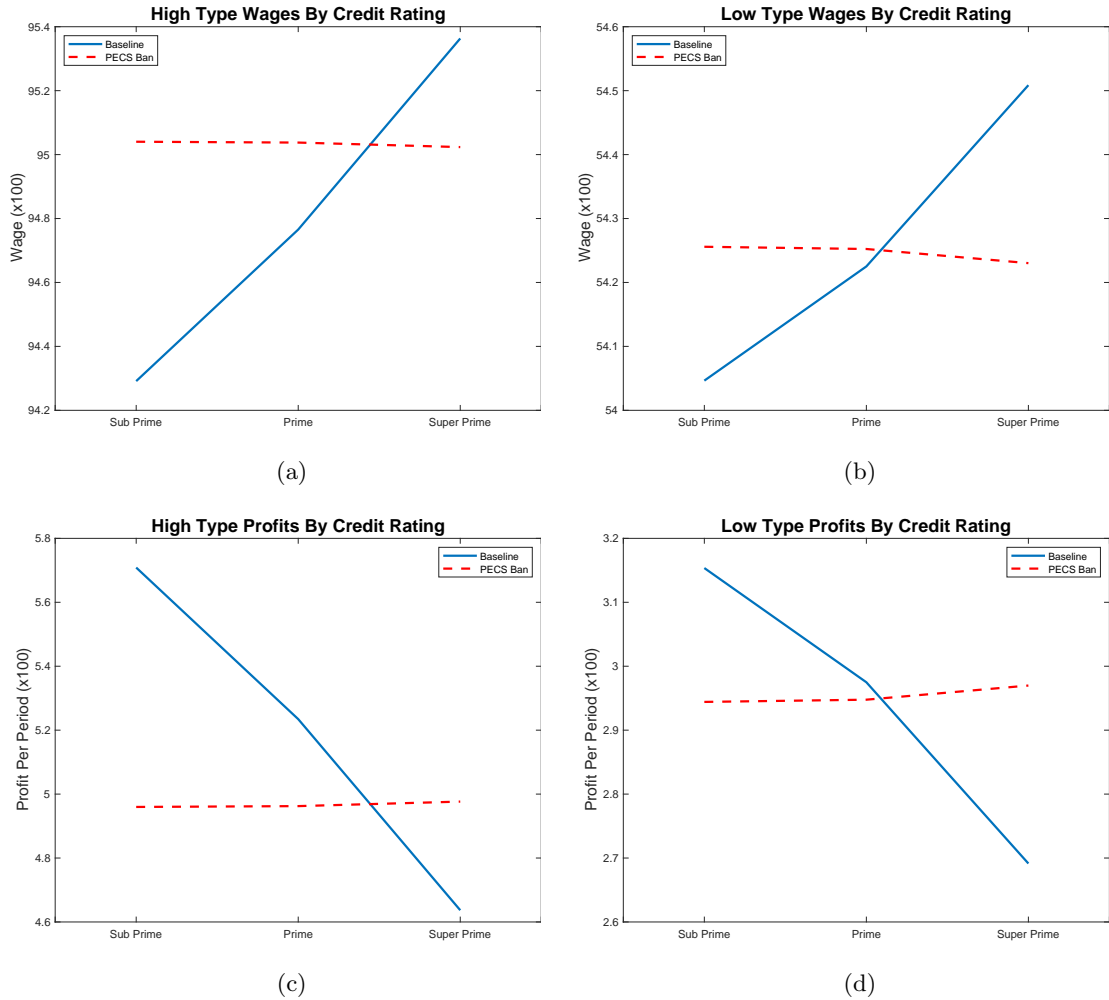 High Type Wages By Credit Rating
Baseline
PECS Ban
Wage (x100)
95.4
95.2
95
94.8
94.6
94.4
94.2
Sub Prime Prime Super Prime
(a)
Low Type Wages By Credit Rating
Baseline
PECS Ban
Wage (x100)
54.6
54.5
54.4
54.3
54.2
54.1
54
Sub Prime Prime Super Prime
(b)
High Type Profits By Credit Rating
Baseline
PECS Ban
Profit Per Period (x100)
5.8
5.6
5.4
5.2
5
4.8
4.6
Sub Prime Prime Super Prime
(c)
Low Type Profits By Credit Rating
Baseline
PECS Ban
Profit Per Period (x100)
3.2
3.1
3
2.9
2.8
2.7
2.6
Sub Prime Prime Super Prime
(d)